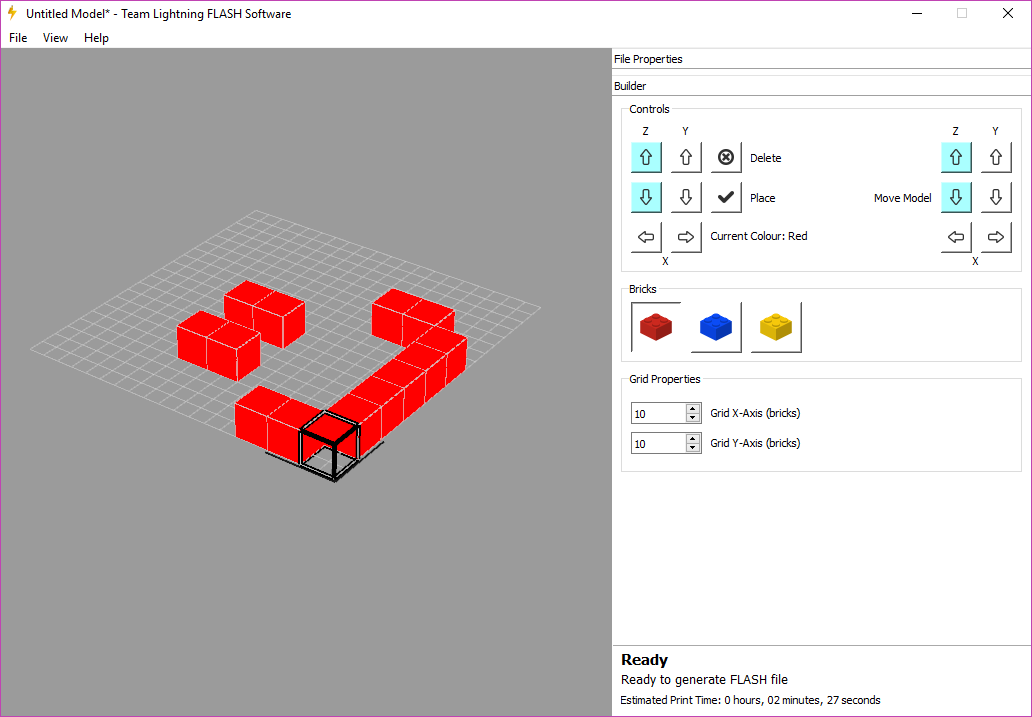 Untitled Model* - Team Lightning FLASH Software
File View Help
File Properties
Builder
Controls
Z Y Z Y
Delete
Place Move Model
Current Colour: Red
X X
Bricks
Grid Properties
10 Grid X-Axis (bricks)
10 Grid Y-Axis (bricks)
Ready
Ready to generate FLASH file
Estimated Print Time: 0 hours, 02 minutes, 27 seconds